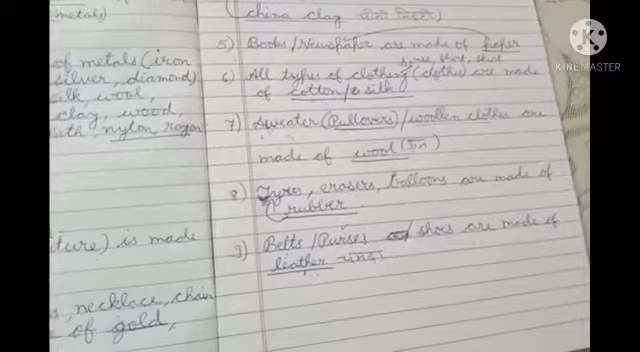 metals)
of metals (iron
silver, diamond)
silk, wool,
clay, wood,
nylon, rayon
ture) is made
s, necklace, chain
of gold,
(china clay चीनी मिट्टी)
5) Books/Newspaper are made of paper
6) All types of clothing (clothes) are made
of cotton/silk
7) Sweater (Pullovers)/woollen clothes are
made of wool (ऊन)
8) Tyres, erasers, balloons are made of
rubber.
9) Belts/Purses shoes are made of
leather चमड़ा
KINEMASTER